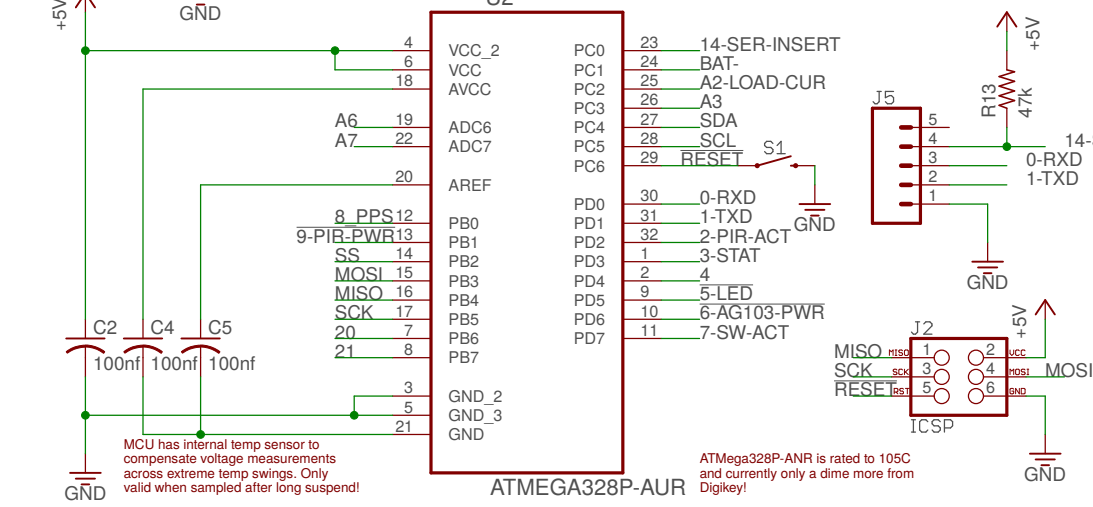 +5V
GND
U2
4 VCC_2
6 VCC
18 AVCC
A6 19 ADC6
A7 22 ADC7
20 AREF
8_PPS 12 PB0
9-PIR-PWR 13 PB1
SS 14 PB2
MOSI 15 PB3
MISO 16 PB4
SCK 17 PB5
20 7 PB6
21 8 PB7
3 GND_2
5 GND_3
21 GND
PC0 23 14-SER-INSERT
PC1 24 BAT-
PC2 25 A2-LOAD-CUR
PC3 26 A3
PC4 27 SDA
PC5 28 SCL
PC6 29 RESET
S1
GND
PD0 30 0-RXD
PD1 31 1-TXD
PD2 32 2-PIR-ACT
PD3 1 3-STAT
PD4 2 4
PD5 9 5-LED
PD6 10 6-AG103-PWR
PD7 11 7-SW-ACT
ATMEGA328P-AUR
C2 100nf
C4 100nf
C5 100nf
GND
MCU has internal temp sensor to
compensate voltage measurements
across extreme temp swings. Only
valid when sampled after long suspend!
ATMega328P-ANR is rated to 105C
and currently only a dime more from
Digikey!
+5V
R13
47k
J5
5
4 14-
3 0-RXD
2 1-TXD
1
GND
+5V
J2
MISO MISO 1 2 VCC
SCK SCK 3 4 MOSI MOSI
RESET RST 5 6 GND
ICSP
GND